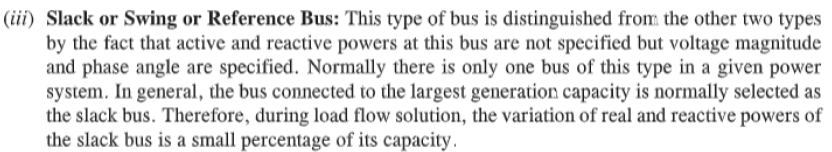 (iii) Slack or Swing or Reference Bus: This type of bus is distinguished from the other two types
by the fact that active and reactive powers at this bus are not specified but voltage magnitude
and phase angle are specified. Normally there is only one bus of this type in a given power
system. In general, the bus connected to the largest generation capacity is normally selected as
the slack bus. Therefore, during load flow solution, the variation of real and reactive powers of
the slack bus is a small percentage of its capacity.